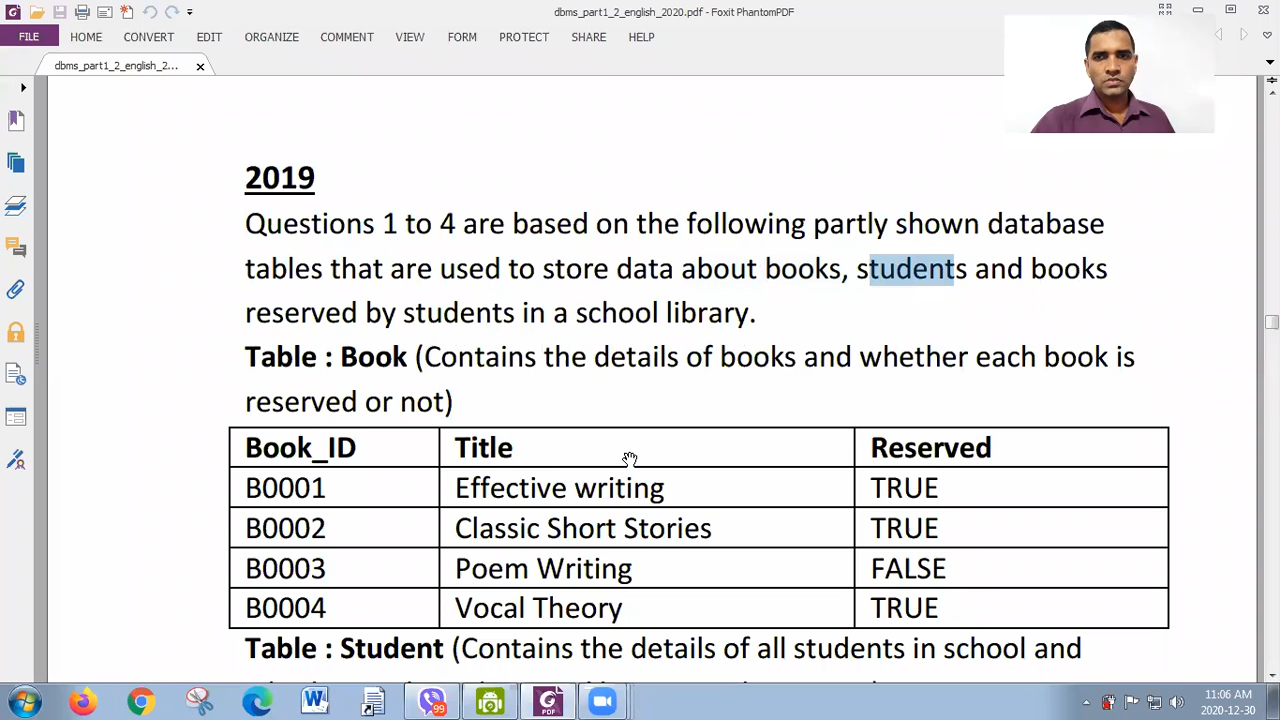 dbms_part1_2_english_2020.pdf - Foxit PhantomPDF
FILE HOME CONVERT EDIT ORGANIZE COMMENT VIEW FORM PROTECT SHARE HELP
dbms_part1_2_english_2...
2019
Questions 1 to 4 are based on the following partly shown database
tables that are used to store data about books, students and books
reserved by students in a school library.
Table : Book (Contains the details of books and whether each book is
reserved or not)
Book_ID Title Reserved
B0001 Effective writing TRUE
B0002 Classic Short Stories TRUE
B0003 Poem Writing FALSE
B0004 Vocal Theory TRUE
Table : Student (Contains the details of all students in school and
99
PDF
11:06 AM
2020-12-30